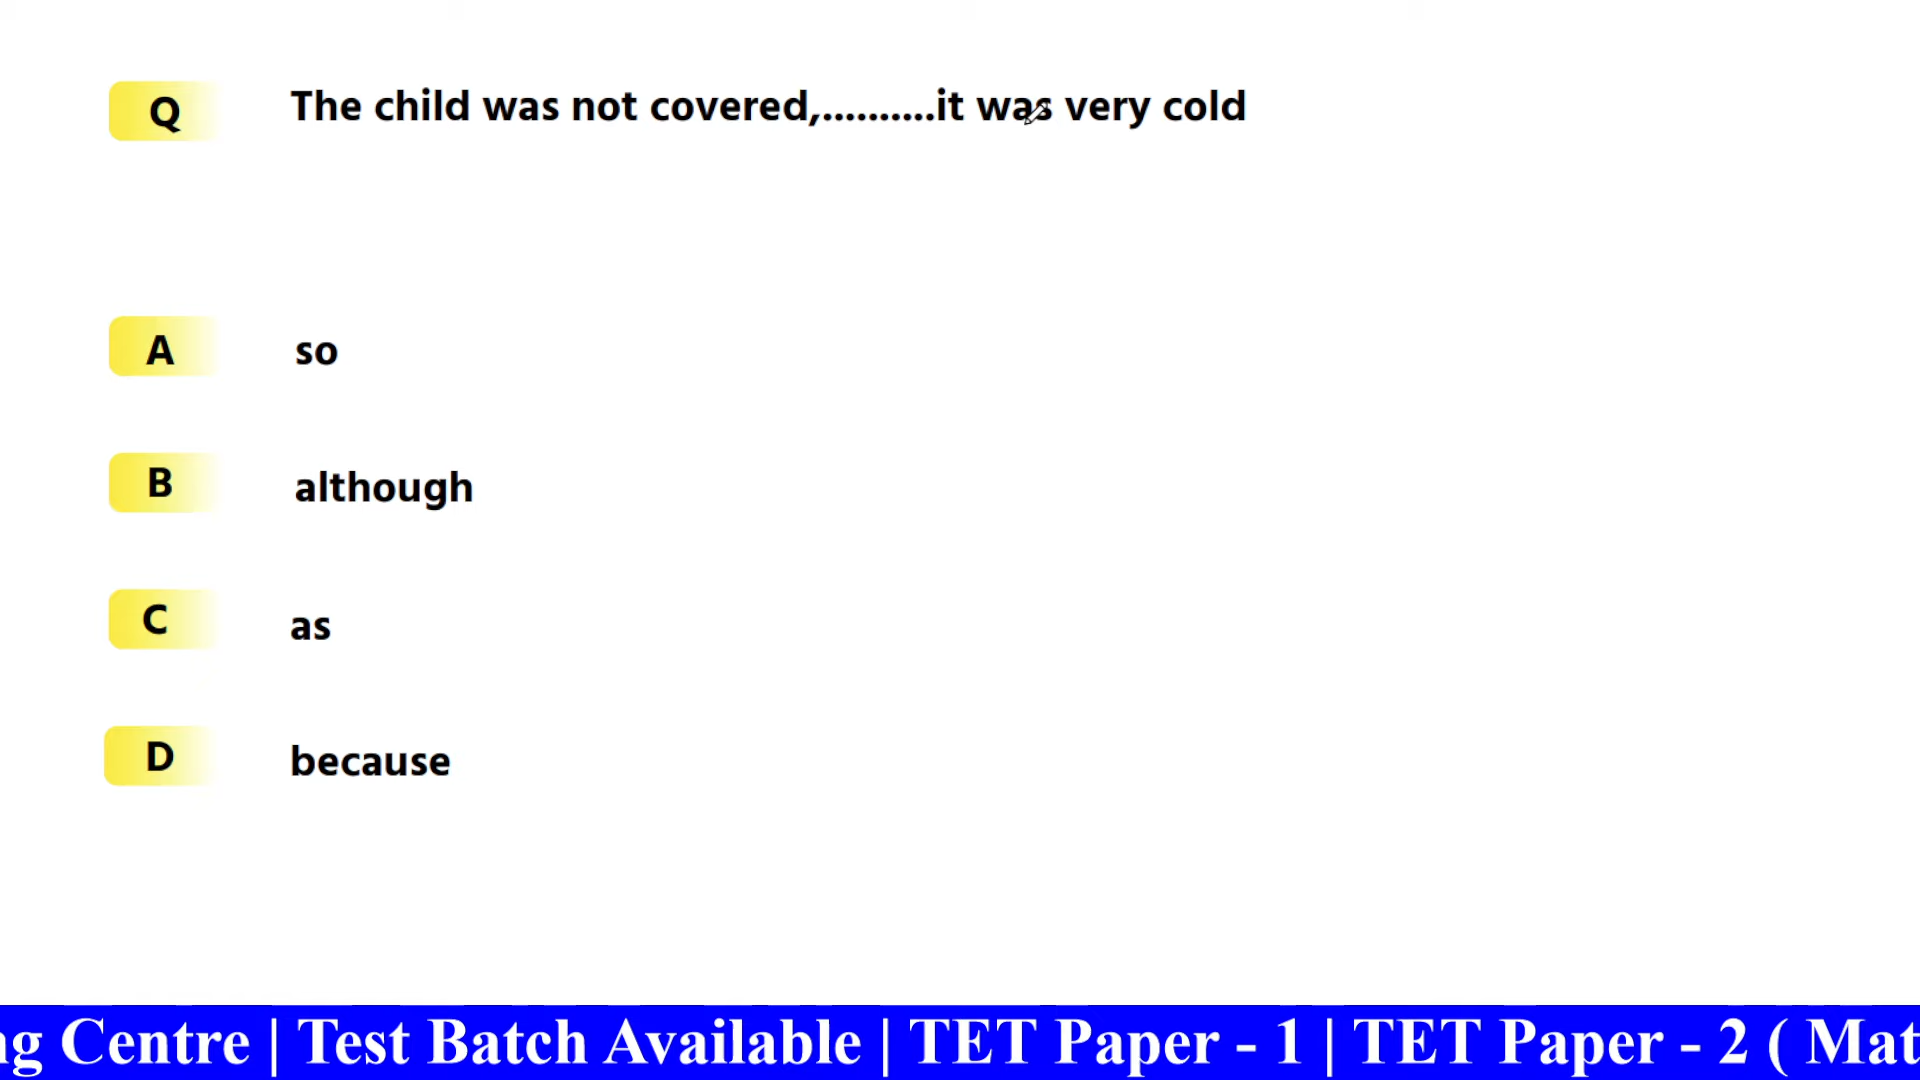 Q The child was not covered,..........it was very cold
A so
B although
C as
D because
ng Centre | Test Batch Available | TET Paper - 1 | TET Paper - 2 ( Mat